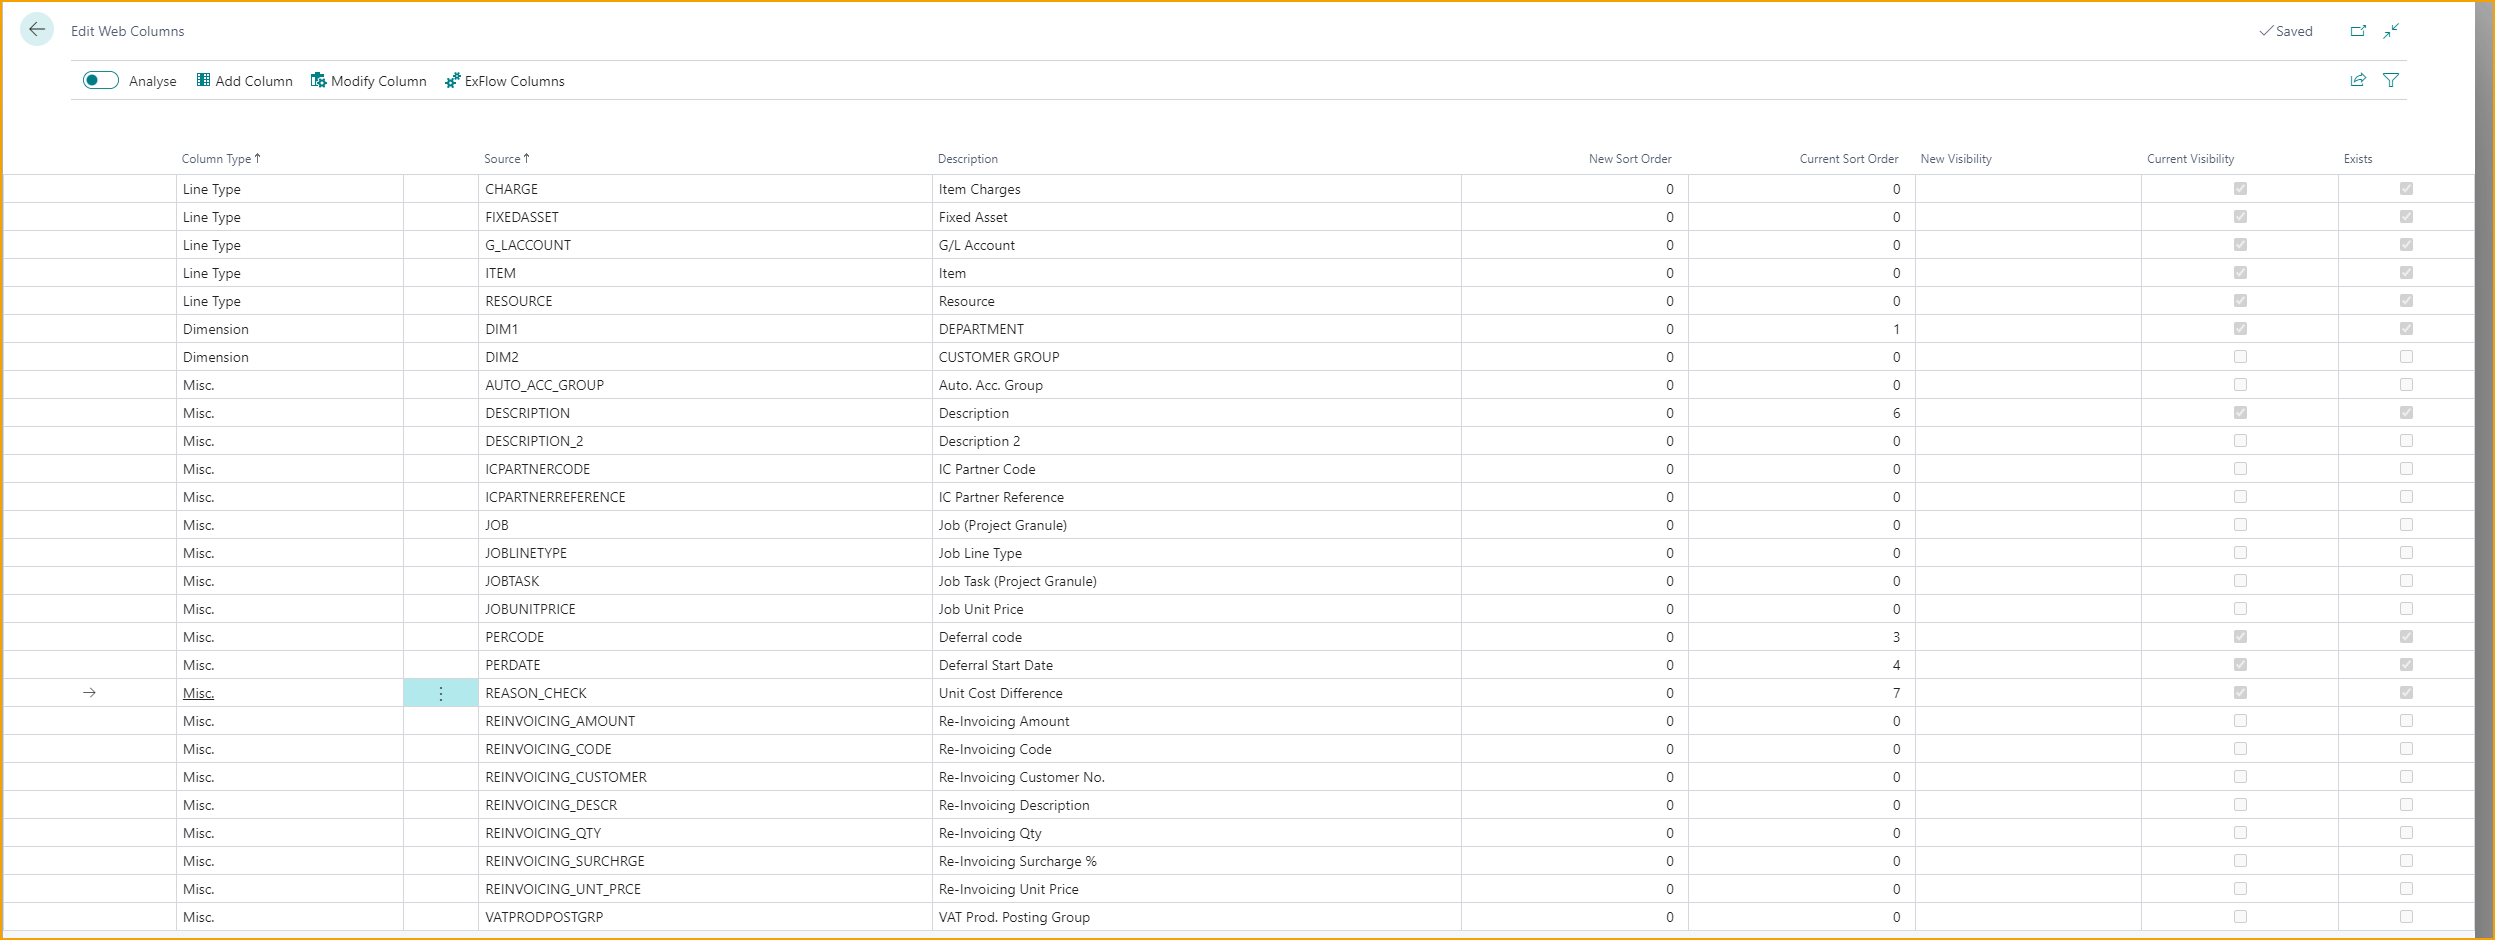 Edit Web Columns
Saved
Analyse Add Column Modify Column ExFlow Columns
Column Type Source Description New Sort Order Current Sort Order New Visibility Current Visibility Exists
Line Type CHARGE Item Charges 0 0
Line Type FIXEDASSET Fixed Asset 0 0
Line Type G_LACCOUNT G/L Account 0 0
Line Type ITEM Item 0 0
Line Type RESOURCE Resource 0 0
Dimension DIM1 DEPARTMENT 0 1
Dimension DIM2 CUSTOMER GROUP 0 0
Misc. AUTO_ACC_GROUP Auto. Acc. Group 0 0
Misc. DESCRIPTION Description 0 6
Misc. DESCRIPTION_2 Description 2 0 0
Misc. ICPARTNERCODE IC Partner Code 0 0
Misc. ICPARTNERREFERENCE IC Partner Reference 0 0
Misc. JOB Job (Project Granule) 0 0
Misc. JOBLINETYPE Job Line Type 0 0
Misc. JOBTASK Job Task (Project Granule) 0 0
Misc. JOBUNITPRICE Job Unit Price 0 0
Misc. PERCODE Deferral code 0 3
Misc. PERDATE Deferral Start Date 0 4
Misc. REASON_CHECK Unit Cost Difference 0 7
Misc. REINVOICING_AMOUNT Re-Invoicing Amount 0 0
Misc. REINVOICING_CODE Re-Invoicing Code 0 0
Misc. REINVOICING_CUSTOMER Re-Invoicing Customer No. 0 0
Misc. REINVOICING_DESCR Re-Invoicing Description 0 0
Misc. REINVOICING_QTY Re-Invoicing Qty 0 0
Misc. REINVOICING_SURCHRGE Re-Invoicing Surcharge % 0 0
Misc. REINVOICING_UNT_PRCE Re-Invoicing Unit Price 0 0
Misc. VATPRODPOSTGRP VAT Prod. Posting Group 0 0